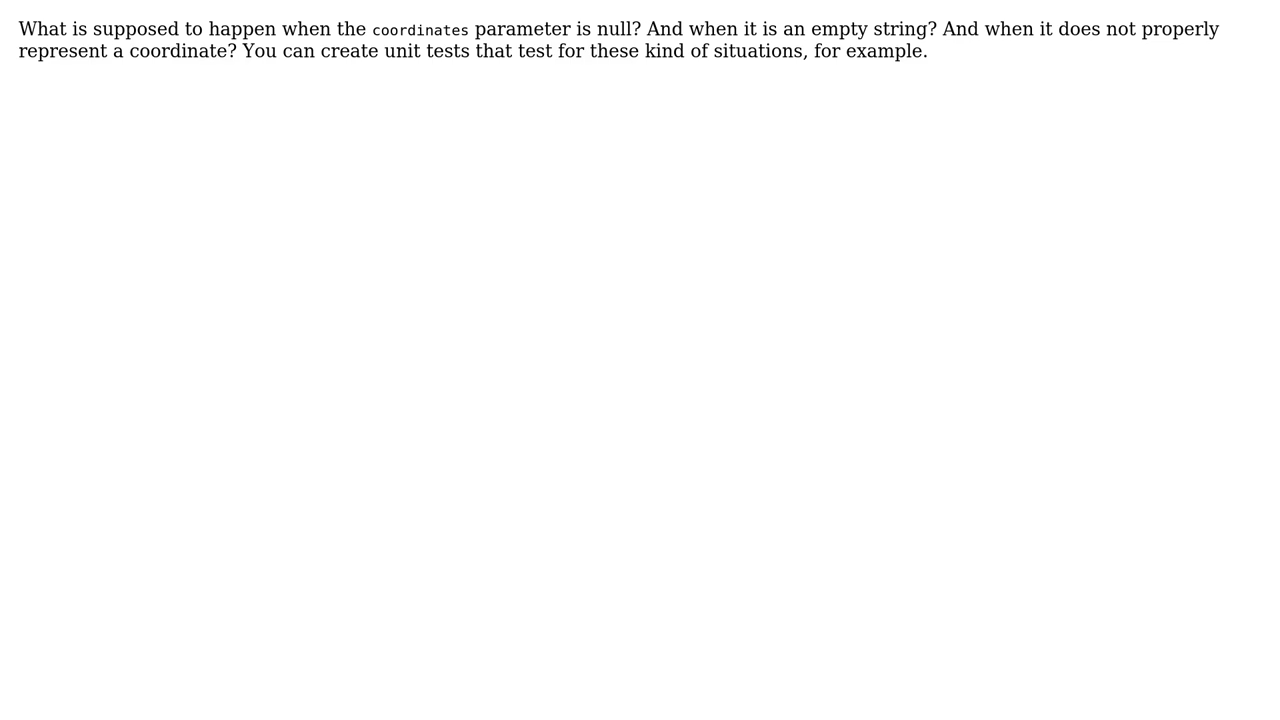 What is supposed to happen when the coordinates parameter is null? And when it is an empty string? And when it does not properly
represent a coordinate? You can create unit tests that test for these kind of situations, for example.